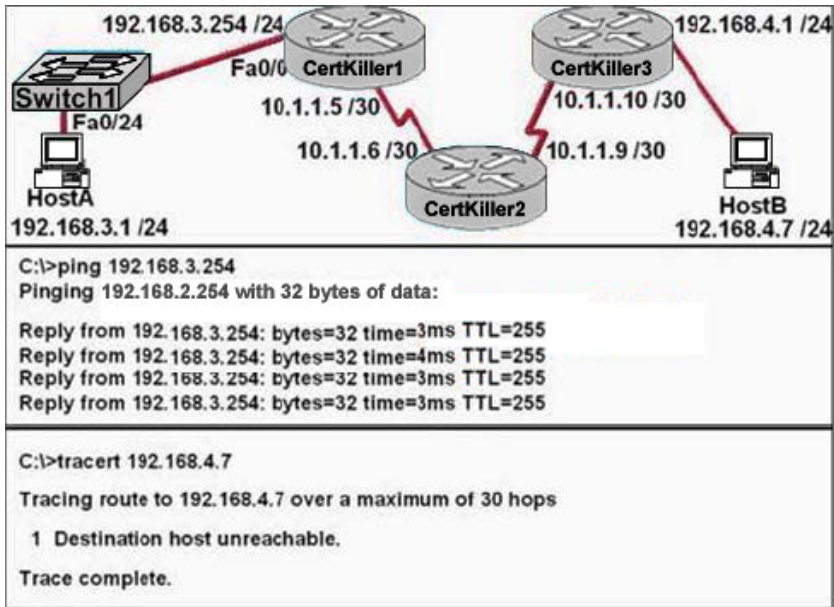 192.168.3.254 /24
192.168.4.1 /24
Fa0/0
CertKiller1
CertKiller3
Switch1
Fa0/24
10.1.1.5 /30
10.1.1.10 /30
10.1.1.6 /30
10.1.1.9 /30
HostA
CertKiller2
HostB
192.168.3.1 /24
192.168.4.7 /24
C:\>ping 192.168.3.254
Pinging 192.168.2.254 with 32 bytes of data:
Reply from 192.168.3.254: bytes=32 time=3ms TTL=255
Reply from 192.168.3.254: bytes=32 time=4ms TTL=255
Reply from 192.168.3.254: bytes=32 time=3ms TTL=255
Reply from 192.168.3.254: bytes=32 time=3ms TTL=255
C:\>tracert 192.168.4.7
Tracing route to 192.168.4.7 over a maximum of 30 hops
1 Destination host unreachable.
Trace complete.